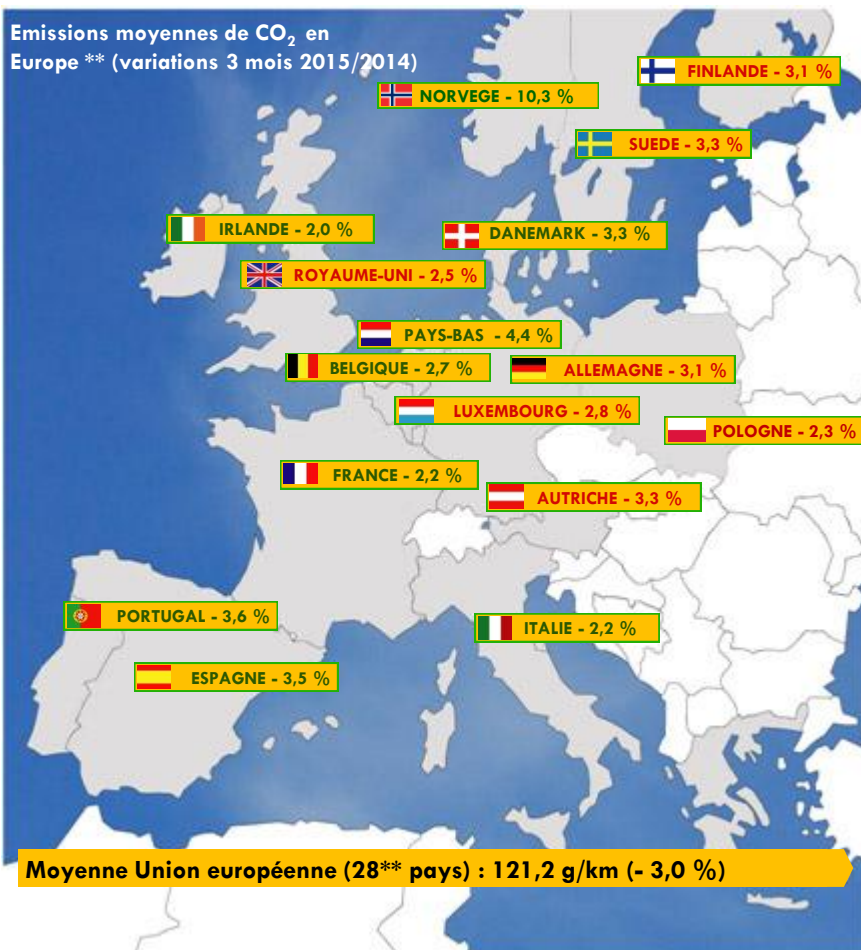 Emissions moyennes de CO₂ en
Europe ** (variations 3 mois 2015/2014)
FINLANDE - 3,1 %
NORVEGE - 10,3 %
SUEDE - 3,3 %
IRLANDE - 2,0 %
DANEMARK - 3,3 %
ROYAUME-UNI - 2,5 %
PAYS-BAS - 4,4 %
BELGIQUE - 2,7 %
ALLEMAGNE - 3,1 %
LUXEMBOURG - 2,8 %
POLOGNE - 2,3 %
FRANCE - 2,2 %
AUTRICHE - 3,3 %
PORTUGAL - 3,6 %
ITALIE - 2,2 %
ESPAGNE - 3,5 %
Moyenne Union européenne (28** pays) : 121,2 g/km (- 3,0 %)